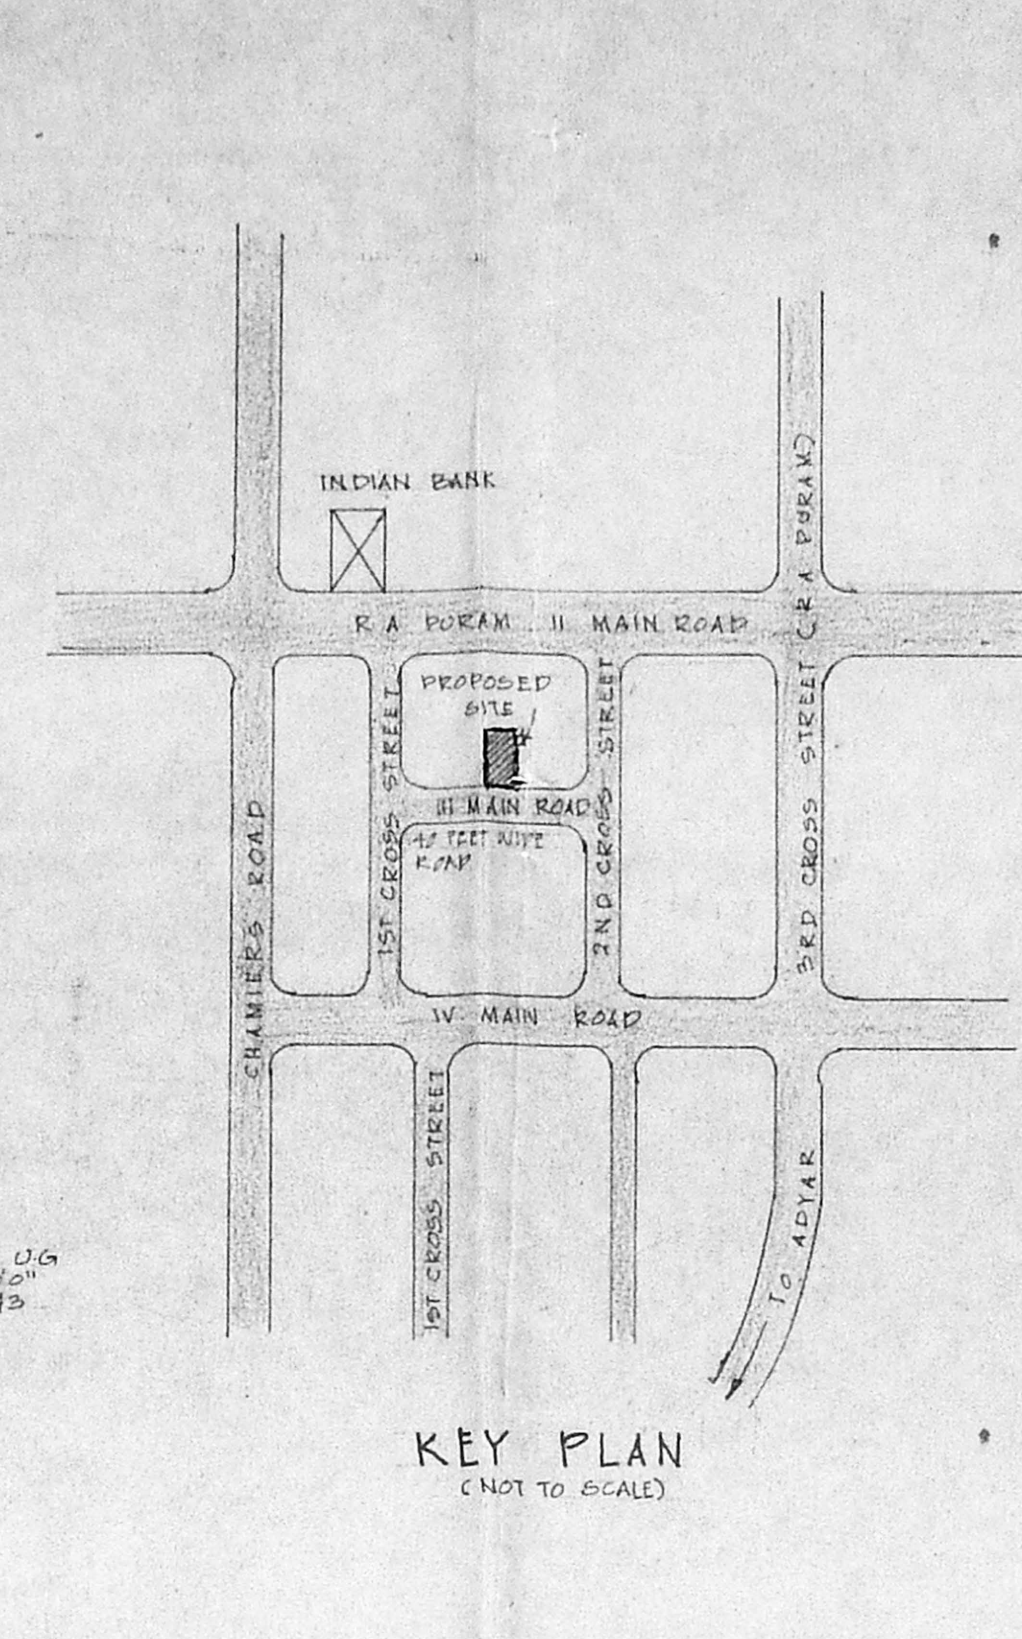 INDIAN BANK
R A PURAM II MAIN ROAD
PROPOSED
SITE
III MAIN ROAD
40 FEET WIDE
ROAD
CHAMIERS ROAD
1ST CROSS STREET
2ND CROSS STREET
3RD CROSS STREET (R A PURAM)
IV MAIN ROAD
1ST CROSS STREET
TO ADYAR
U.G
0"
3
KEY PLAN
(NOT TO SCALE)